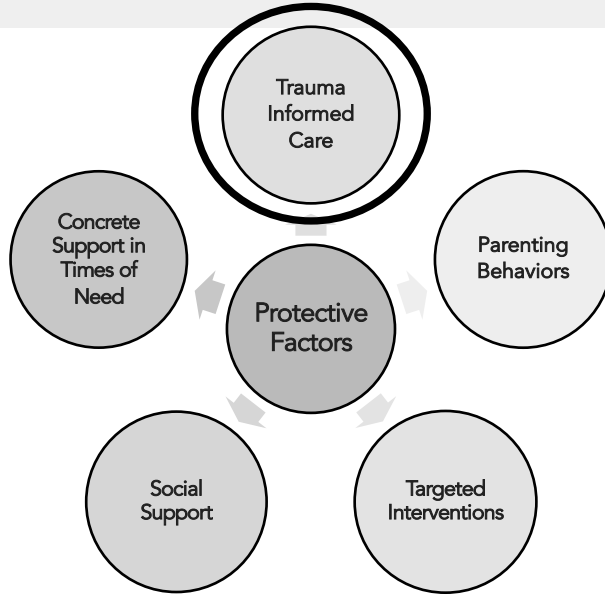 Trauma
Informed
Care
Concrete
Support in
Times of
Need
Parenting
Behaviors
Protective
Factors
Social
Support
Targeted
Interventions